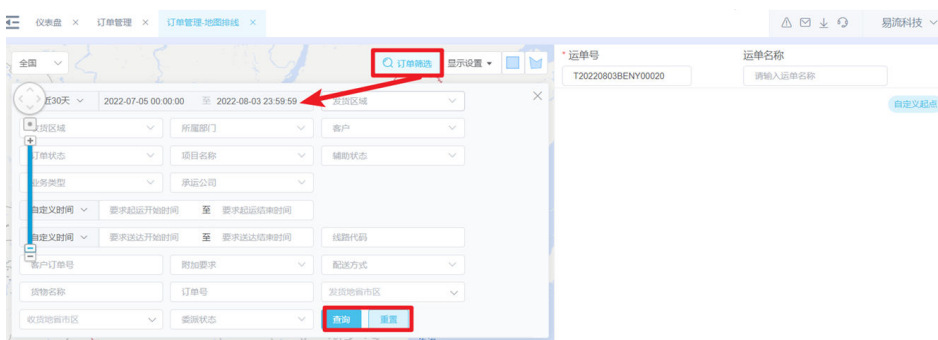 仪表盘 × 订单管理 × 订单管理-地图排线 × 易流科技
全国 订单筛选 显示设置
* 运单号 运单名称
T20220803BENY00020 请输入运单名称
自定义起点
近30天 2022-07-05 00:00:00 至 2022-08-03 23:59:59 发货区域
所属部门 客户
订单状态 项目名称 辅助状态
业务类型 承运公司
自定义时间 要求起运开始时间 至 要求起运结束时间
自定义时间 要求送达开始时间 至 要求送达结束时间 线路代码
客户订单号 附加要求 配送方式
货物名称 订单号 发货地省市区
收货地省市区 委派状态 查询 重置